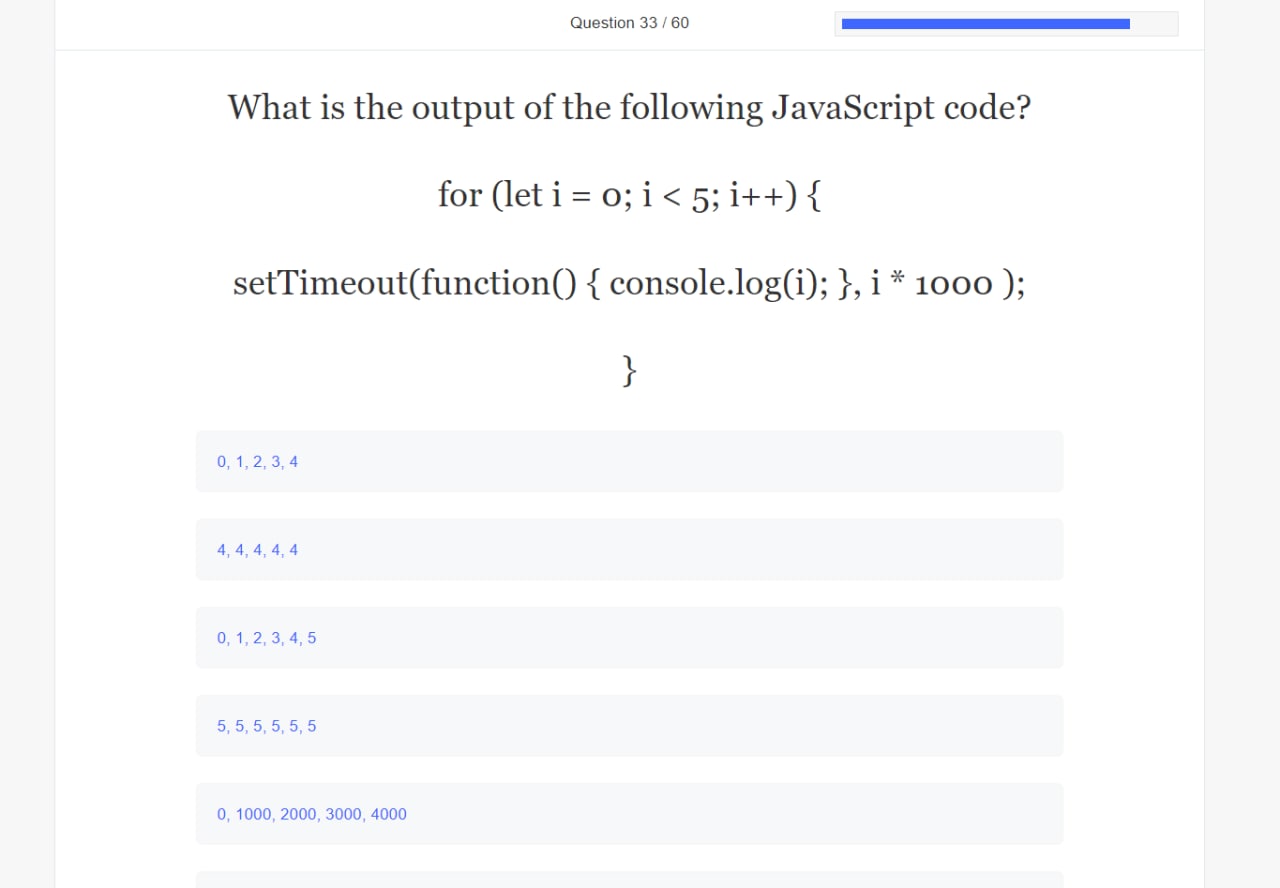 Question 33 / 60
What is the output of the following JavaScript code?
for (let i = 0; i < 5; i++) {
setTimeout(function() { console.log(i); }, i * 1000 );
}
0, 1, 2, 3, 4
4, 4, 4, 4, 4
0, 1, 2, 3, 4, 5
5, 5, 5, 5, 5, 5
0, 1000, 2000, 3000, 4000